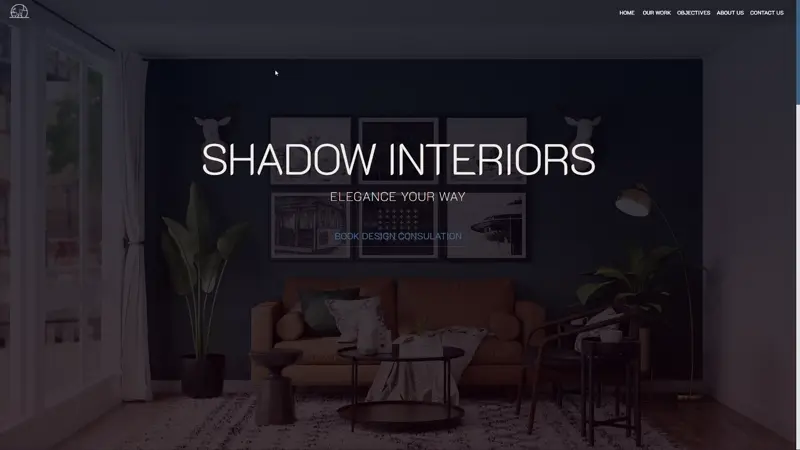 HOME OUR WORK OBJECTIVES ABOUT US CONTACT US
SHADOW INTERIORS
ELEGANCE YOUR WAY
BOOK DESIGN CONSULATION